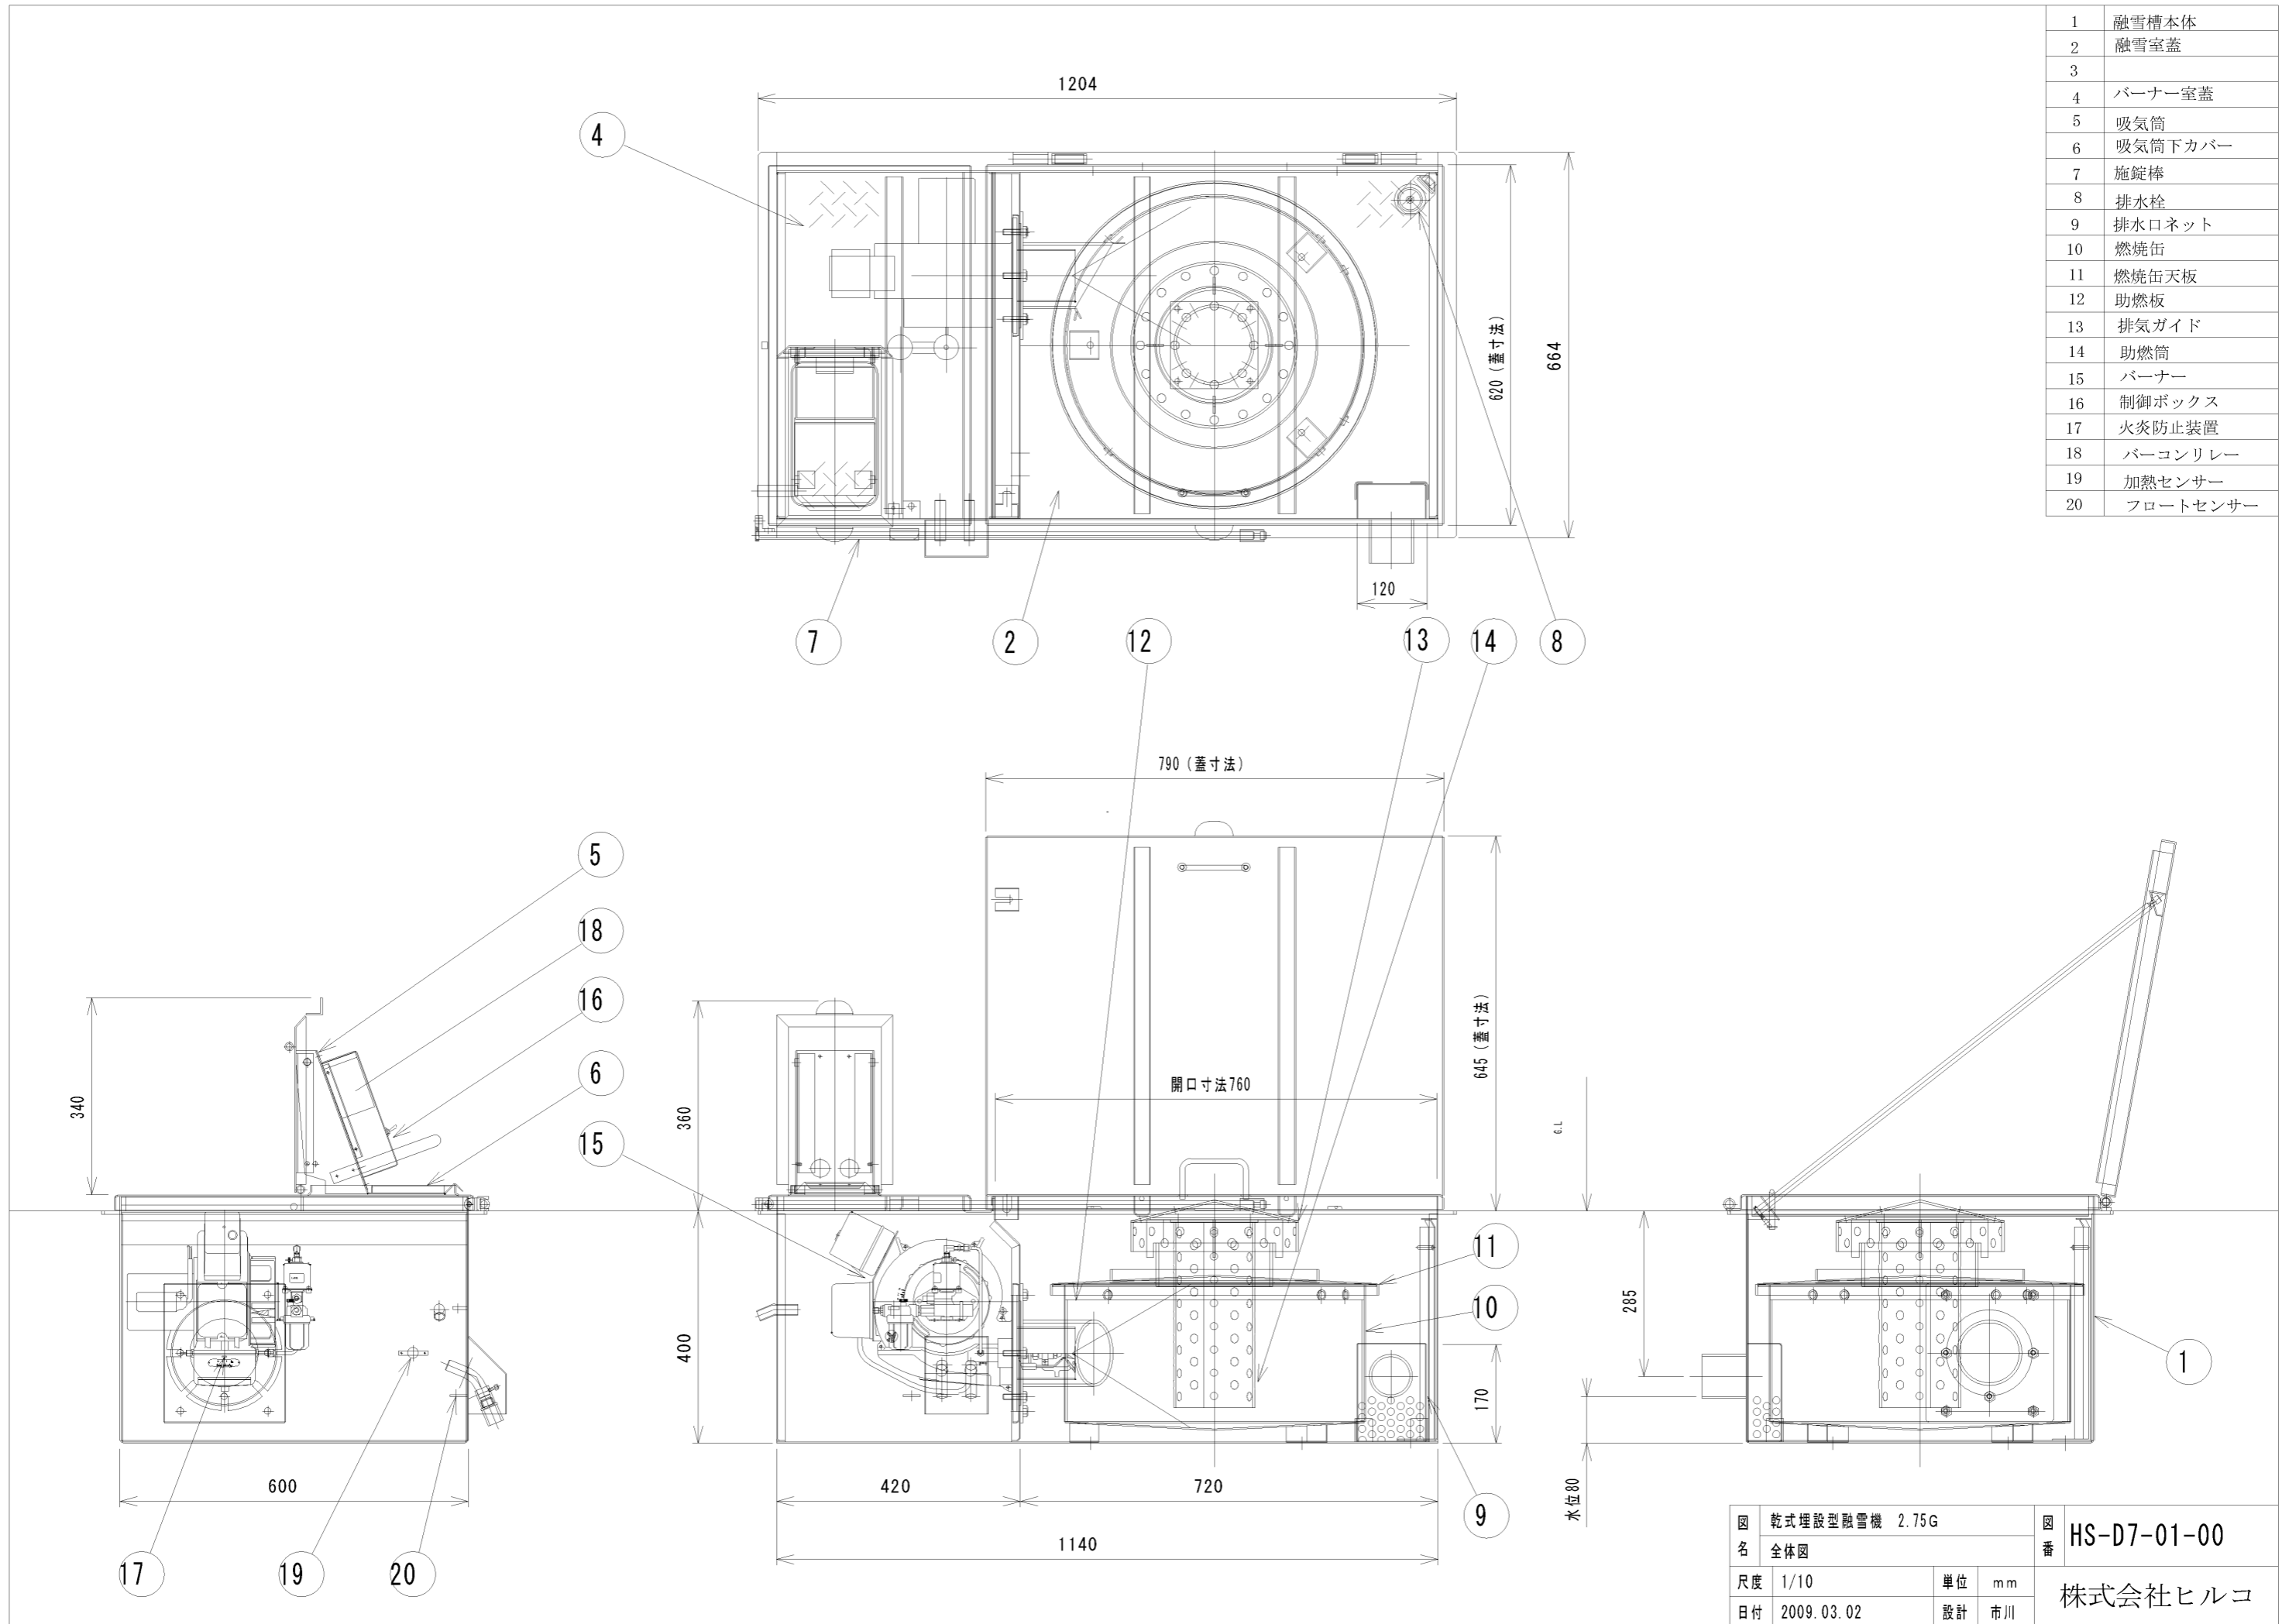 1 融雪槽本体
2 融雪室蓋
3
4 バーナー室蓋
5 吸気筒
6 吸気筒下カバー
7 施錠棒
8 排水栓
9 排水口ネット
10 燃焼缶
11 燃焼缶天板
12 助燃板
13 排気ガイド
14 助燃筒
15 バーナー
16 制御ボックス
17 火炎防止装置
18 バーコンリレー
19 加熱センサー
20 フロートセンサー
1204
4
620（蓋寸法）
664
120
7
2
12
13
14
8
790（蓋寸法）
5
18
16
6
15
340
360
開口寸法760
645（蓋寸法）
G.L
400
11
10
170
285
1
600
420
720
1140
9
水位80
17
19
20
図名 乾式埋設型融雪機 2.75G
全体図
図番 HS-D7-01-00
尺度 1/10 単位 mm
日付 2009.03.02 設計 市川
株式会社ヒルコ